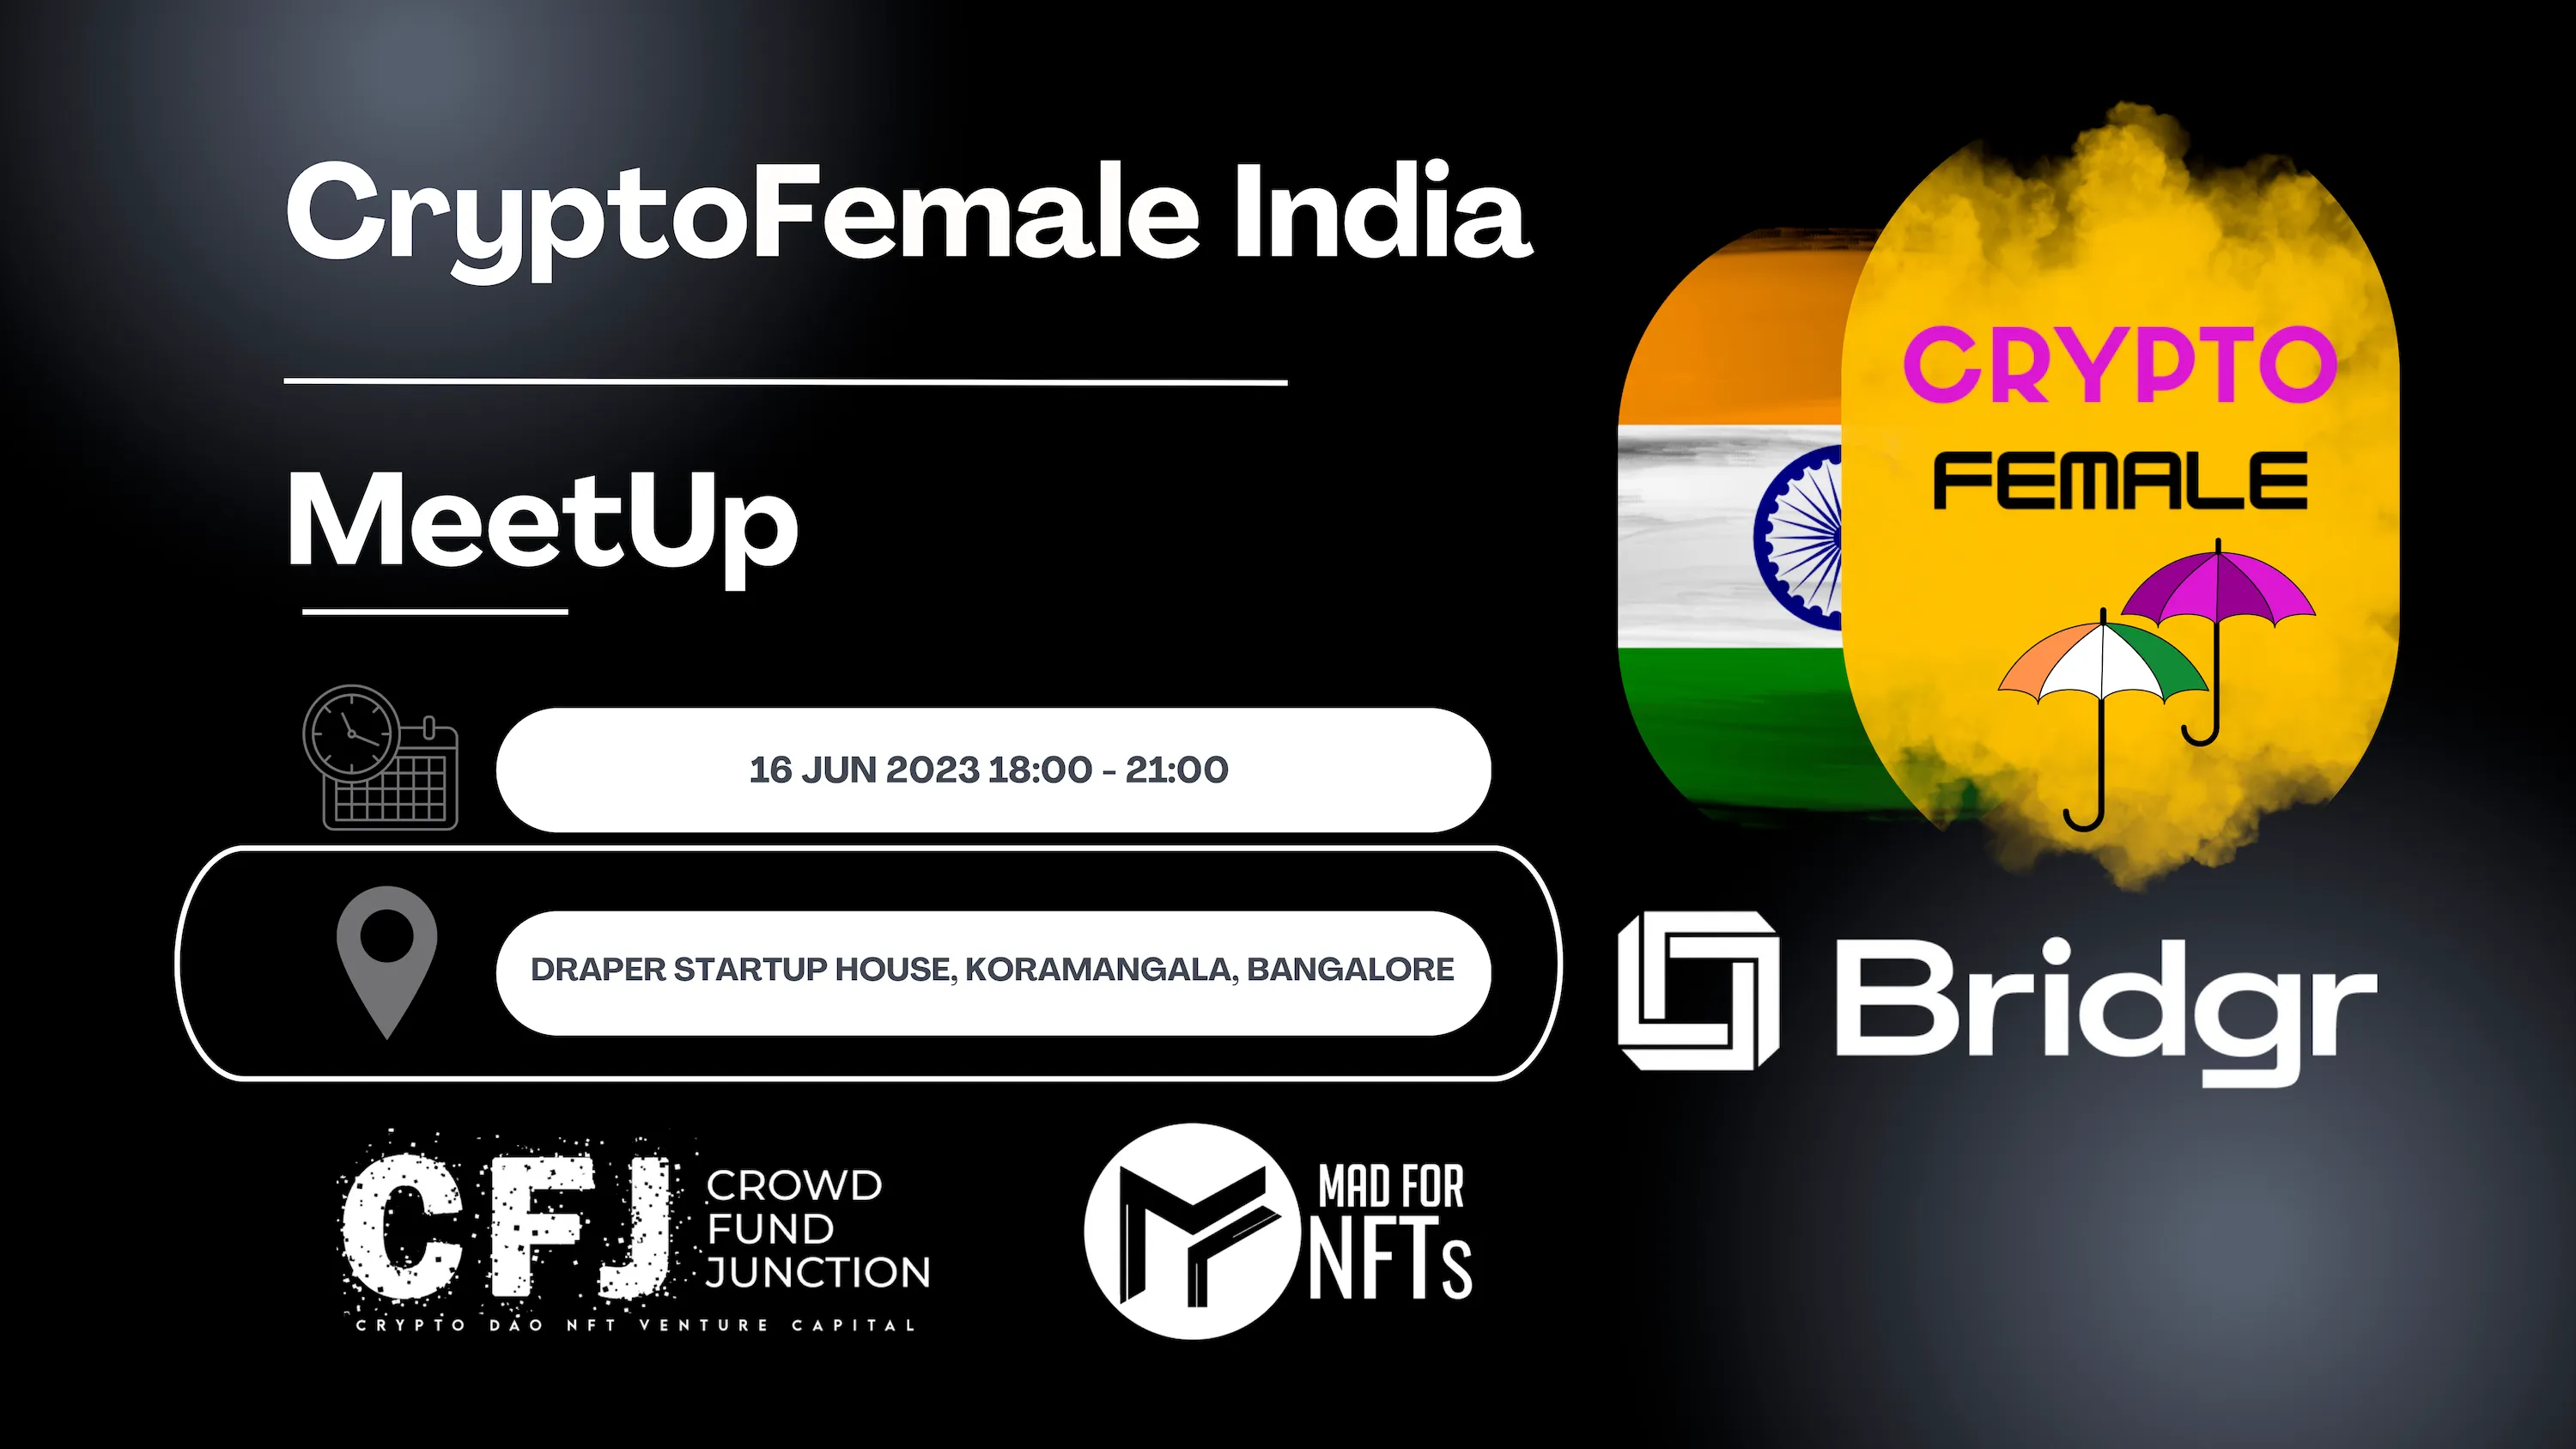 CryptoFemale India
MeetUp
16 JUN 2023 18:00 - 21:00
DRAPER STARTUP HOUSE, KORAMANGALA, BANGALORE
CRYPTO
FEMALE
Bridgr
CFJ
CROWD
FUND
JUNCTION
CRYPTO DAO NFT VENTURE CAPITAL
MAD FOR
NFTs